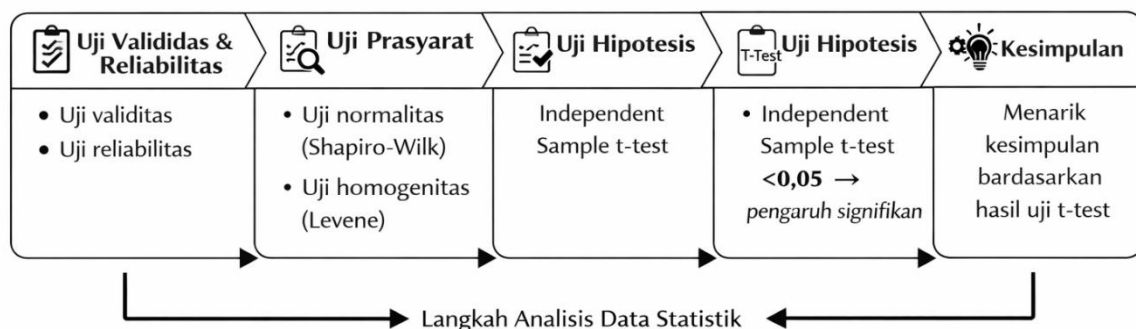 Uji Valididas &
Reliabilitas
• Uji validitas
• Uji reliabilitas
Uji Prasyarat
• Uji normalitas
(Shapiro-Wilk)
• Uji homogenitas
(Levene)
Uji Hipotesis
Independent
Sample t-test
T-Test
Uji Hipotesis
• Independent
Sample t-test
<0,05 →
pengaruh signifikan
Kesimpulan
Menarik
kesimpulan
bardasarkan
hasil uji t-test
Langkah Analisis Data Statistik